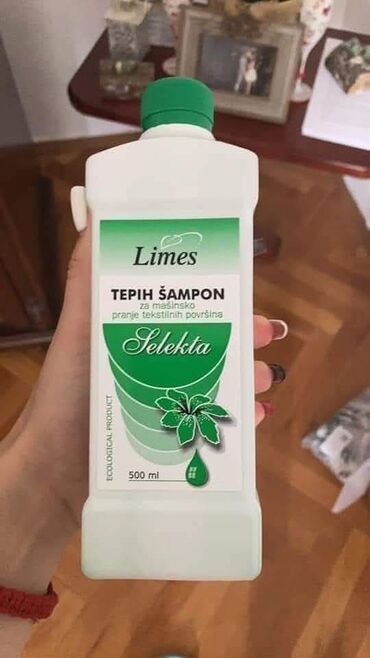 Limes
TEPIH ŠAMPON
za mašinsko
pranje tekstilnih površina
Selekta
ECOLOGICAL PRODUCT
500 ml